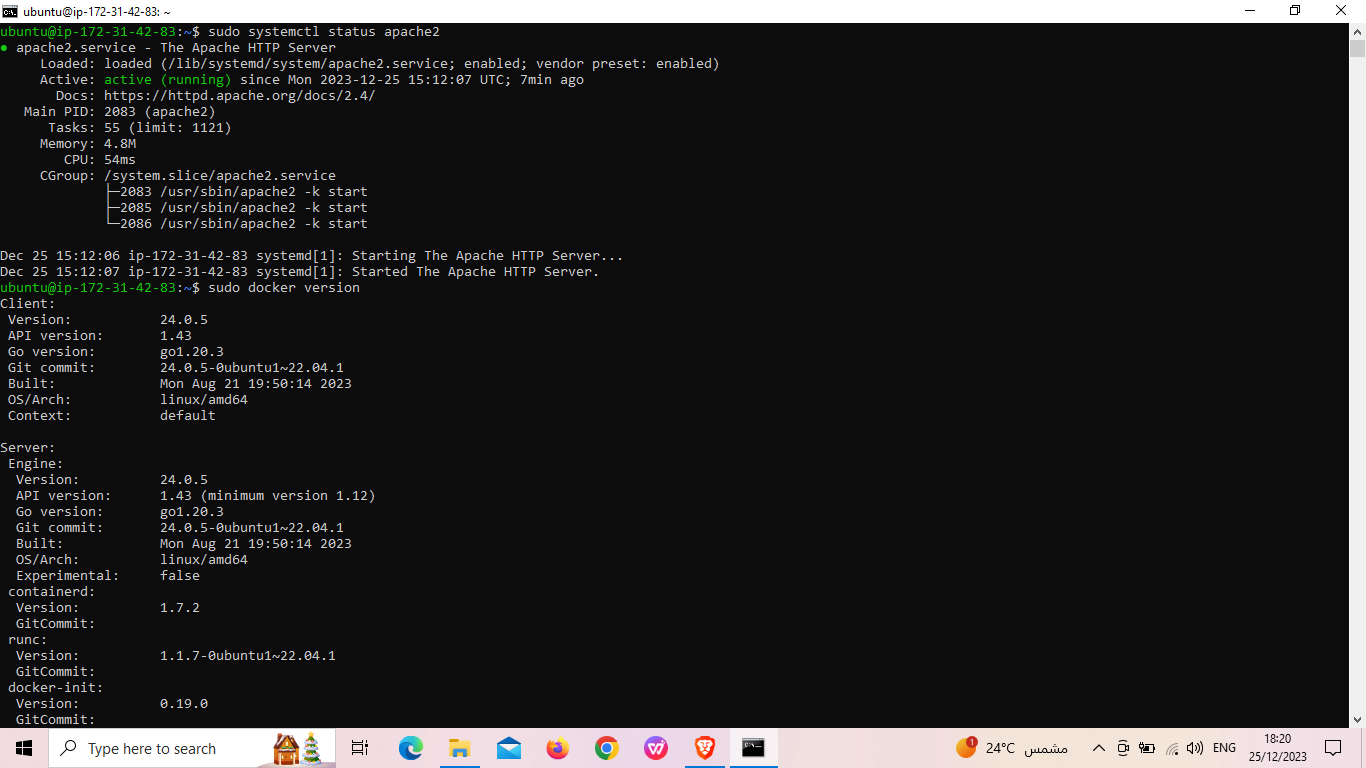 ubuntu@ip-172-31-42-83: ~
ubuntu@ip-172-31-42-83:~$ sudo systemctl status apache2
● apache2.service - The Apache HTTP Server
     Loaded: loaded (/lib/systemd/system/apache2.service; enabled; vendor preset: enabled)
     Active: active (running) since Mon 2023-12-25 15:12:07 UTC; 7min ago
       Docs: https://httpd.apache.org/docs/2.4/
   Main PID: 2083 (apache2)
      Tasks: 55 (limit: 1121)
     Memory: 4.8M
        CPU: 54ms
     CGroup: /system.slice/apache2.service
             ├─2083 /usr/sbin/apache2 -k start
             ├─2085 /usr/sbin/apache2 -k start
             └─2086 /usr/sbin/apache2 -k start
Dec 25 15:12:06 ip-172-31-42-83 systemd[1]: Starting The Apache HTTP Server...
Dec 25 15:12:07 ip-172-31-42-83 systemd[1]: Started The Apache HTTP Server.
ubuntu@ip-172-31-42-83:~$ sudo docker version
Client:
 Version:           24.0.5
 API version:       1.43
 Go version:        go1.20.3
 Git commit:        24.0.5-0ubuntu1~22.04.1
 Built:             Mon Aug 21 19:50:14 2023
 OS/Arch:           linux/amd64
 Context:           default
Server:
 Engine:
  Version:          24.0.5
  API version:      1.43 (minimum version 1.12)
  Go version:       go1.20.3
  Git commit:       24.0.5-0ubuntu1~22.04.1
  Built:            Mon Aug 21 19:50:14 2023
  OS/Arch:          linux/amd64
  Experimental:     false
 containerd:
  Version:          1.7.2
  GitCommit:
 runc:
  Version:          1.1.7-0ubuntu1~22.04.1
  GitCommit:
 docker-init:
  Version:          0.19.0
  GitCommit:
Type here to search
1
24°C مشمس
ENG
18:20
25/12/2023